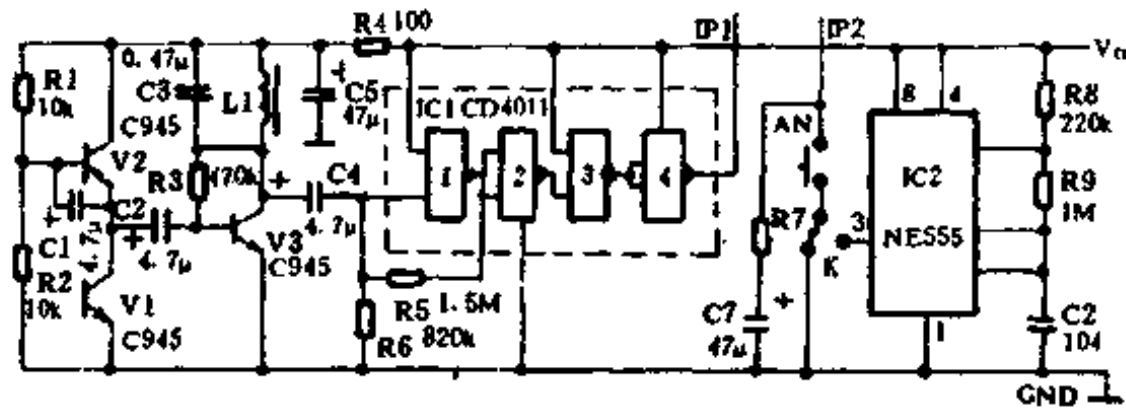 R4 100
IP1
IP2
Vcc
0.47μ
R1
10k
C3
L1
C5
47μ
IC1 CD4011
8
4
R8
220k
C945
V2
AN
R3
470k
C4
1
2
3
4
IC2
R9
1M
C2
4.7μ
C1
4.7μ
4.7μ
V3
C945
R7
K
3
NE555
R2
10k
V1
C945
R5
1.5M
R6
820k
C7
47μ
1
C2
104
GND